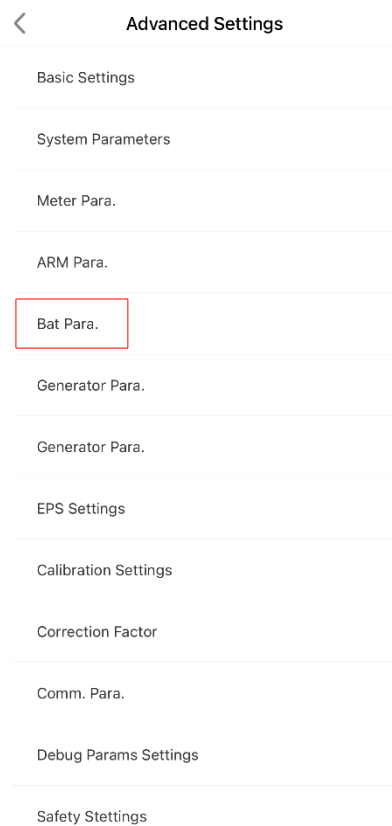 Advanced Settings
Basic Settings
System Parameters
Meter Para.
ARM Para.
Bat Para.
Generator Para.
Generator Para.
EPS Settings
Calibration Settings
Correction Factor
Comm. Para.
Debug Params Settings
Safety Stettings